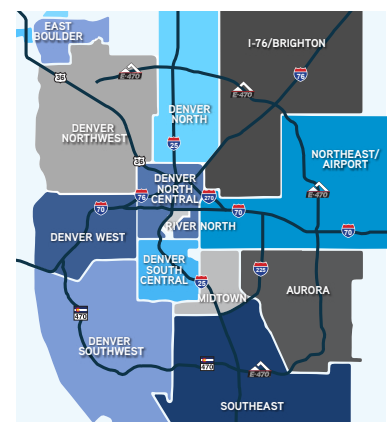 EAST
BOULDER
I-76/BRIGHTON
36
E-470
76
E-470
DENVER
NORTH
DENVER
NORTHWEST
25
36
NORTHEAST/
AIRPORT
DENVER
NORTH
CENTRAL
E-470
76
270
70
70
RIVER NORTH
70
DENVER WEST
DENVER
SOUTH
CENTRAL
225
25
MIDTOWN
AURORA
470
DENVER
SOUTHWEST
470
E-470
SOUTHEAST